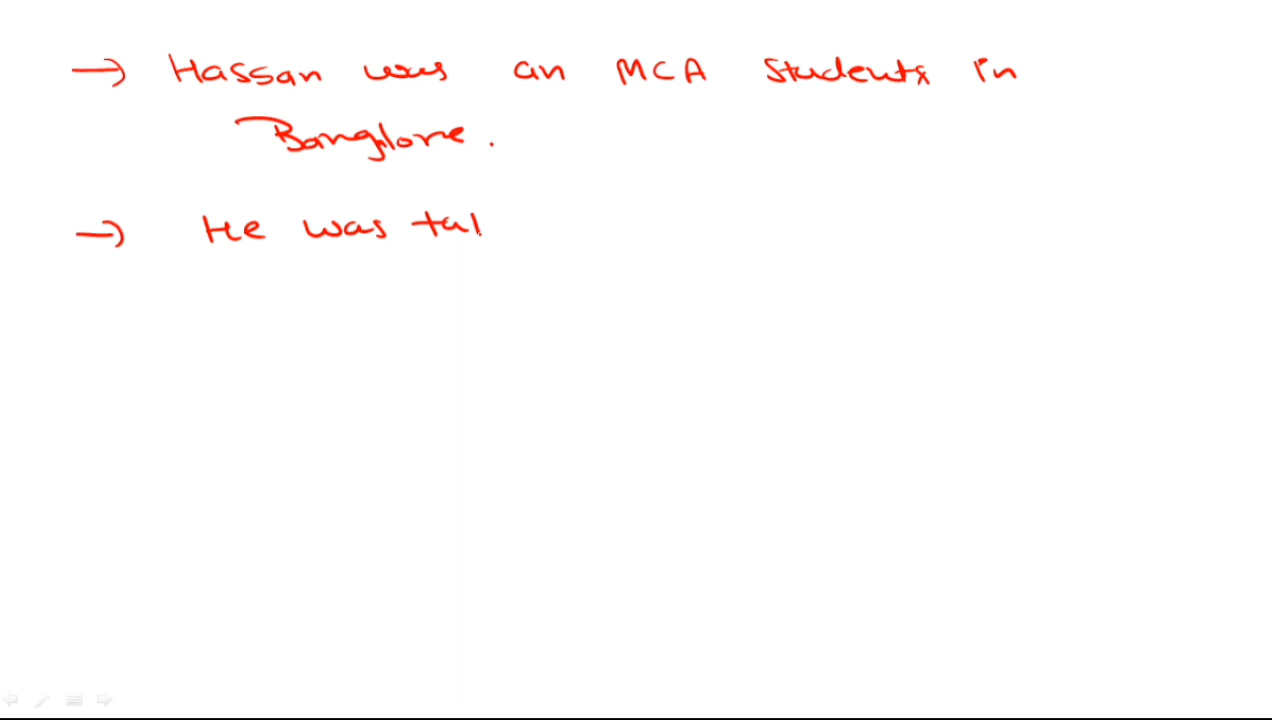 → Hassan was an MCA students in
Banglore.
→ He was tal